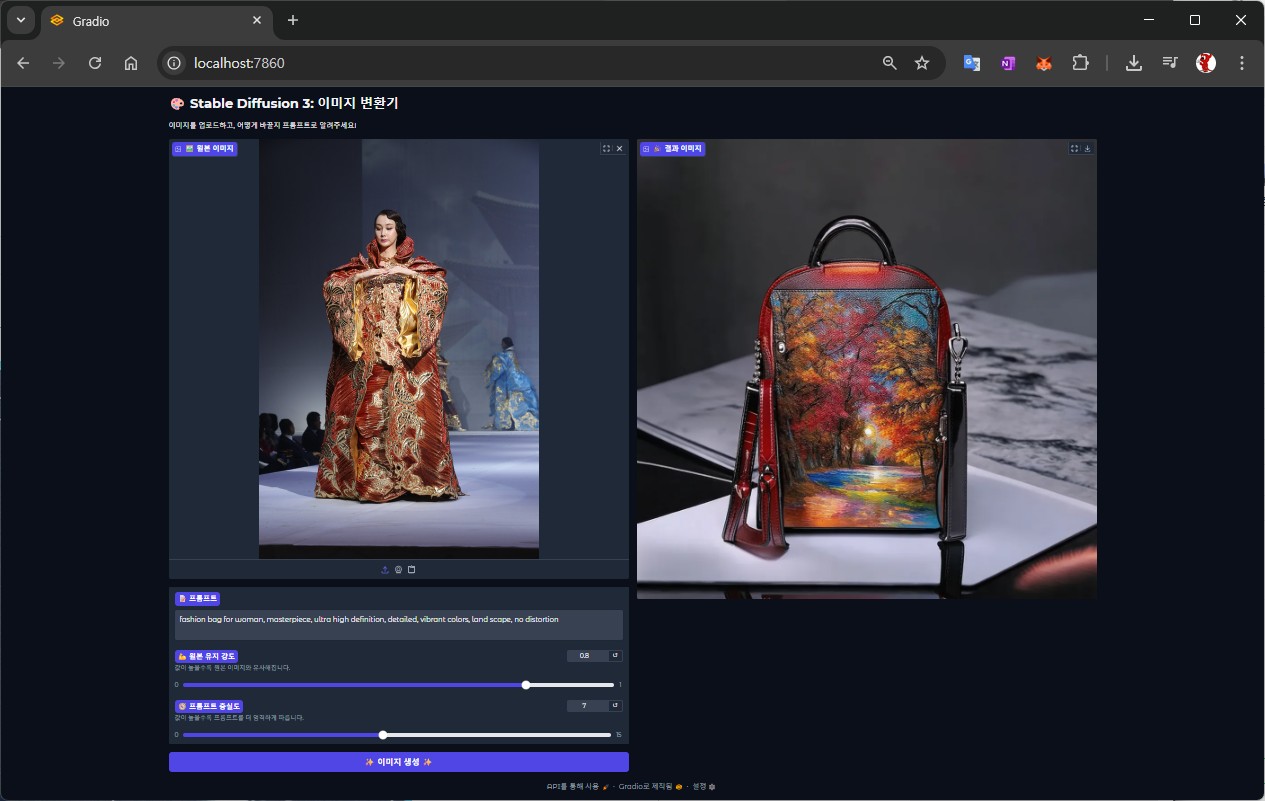 Gradio
localhost:7860
Stable Diffusion 3: 이미지 변환기
이미지를 업로드하고, 어떻게 바꿀지 프롬프트로 알려주세요!
원본 이미지
결과 이미지
프롬프트
fashion bag for woman, masterpiece, ultra high definition, detailed, vibrant colors, land scape, no distortion
원본 유지 강도
0.8
값이 높을수록 원본 이미지와 유사해집니다.
0
1
프롬프트 충실도
7
값이 높을수록 프롬프트를 더 엄격하게 따릅니다.
0
15
✨ 이미지 생성 ✨
API를 통해 사용 · Gradio로 제작됨 · 설정